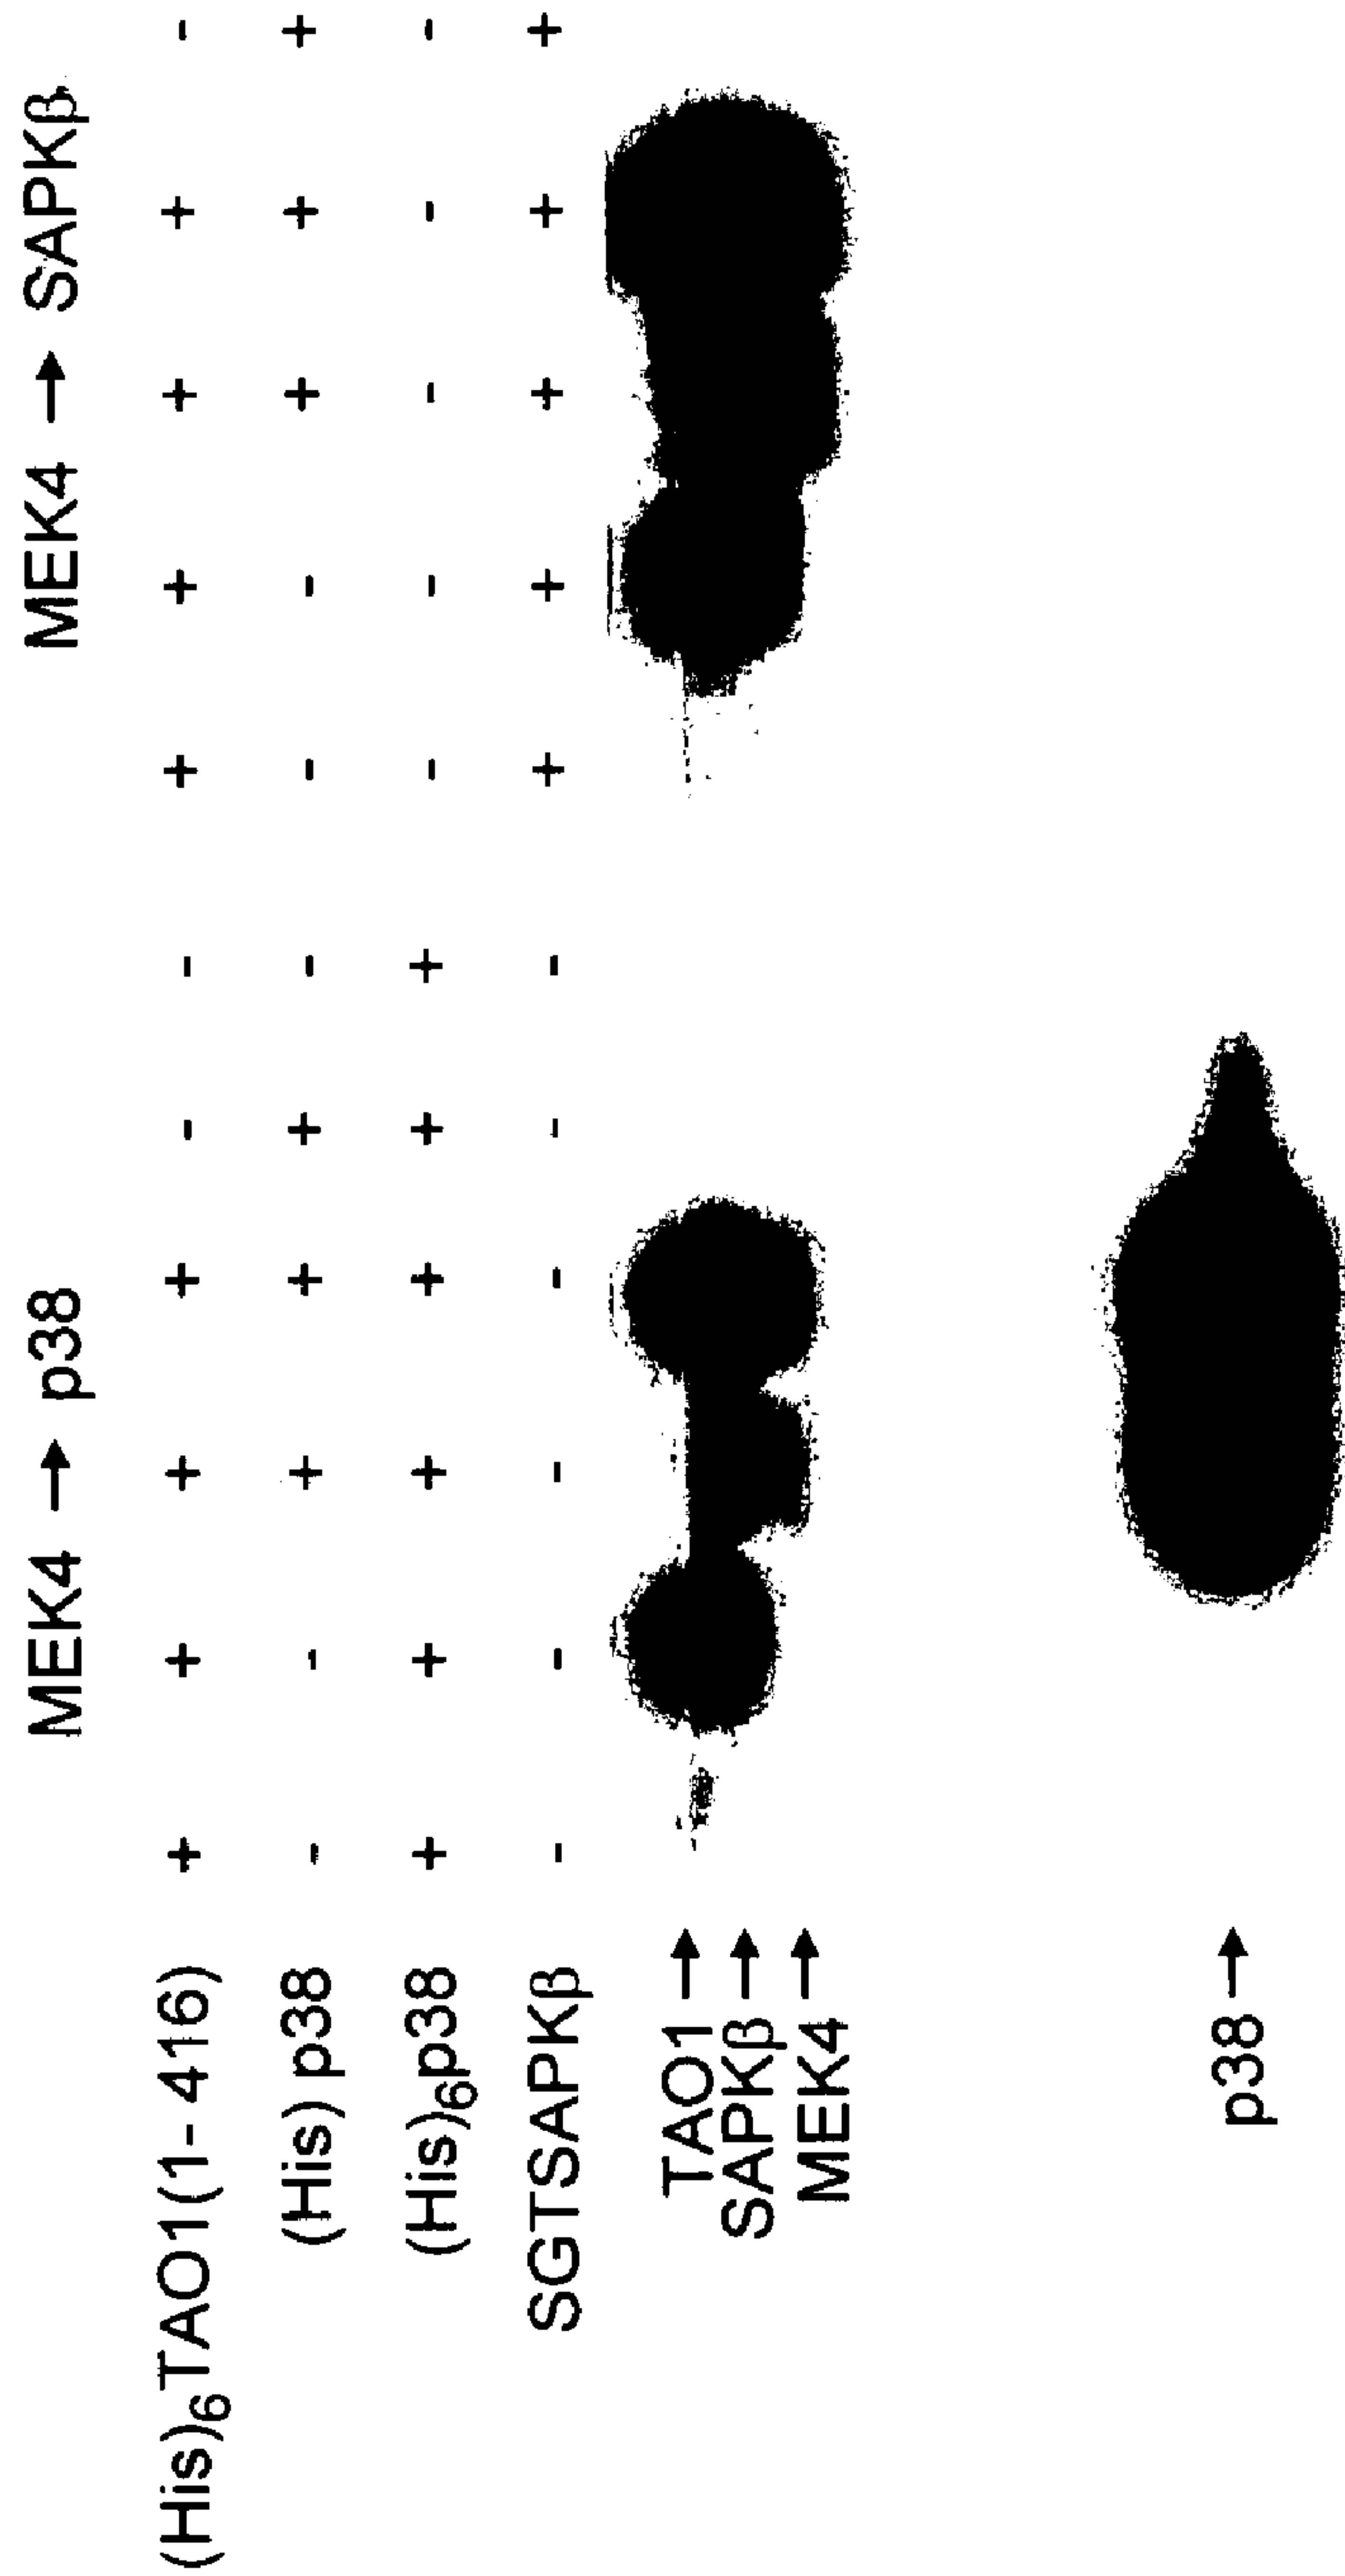 MEK4 → p38 MEK4 → SAPKβ
(His)₆TAO1(1-416) + + + + - - + + + + -
(His) p38 - - + + + - - - + + +
(His)₆p38 + + + + + + - - - - -
SGTSAPKβ - - - - - - + + + + +
TAO1 →
SAPKβ →
MEK4 →
p38 →